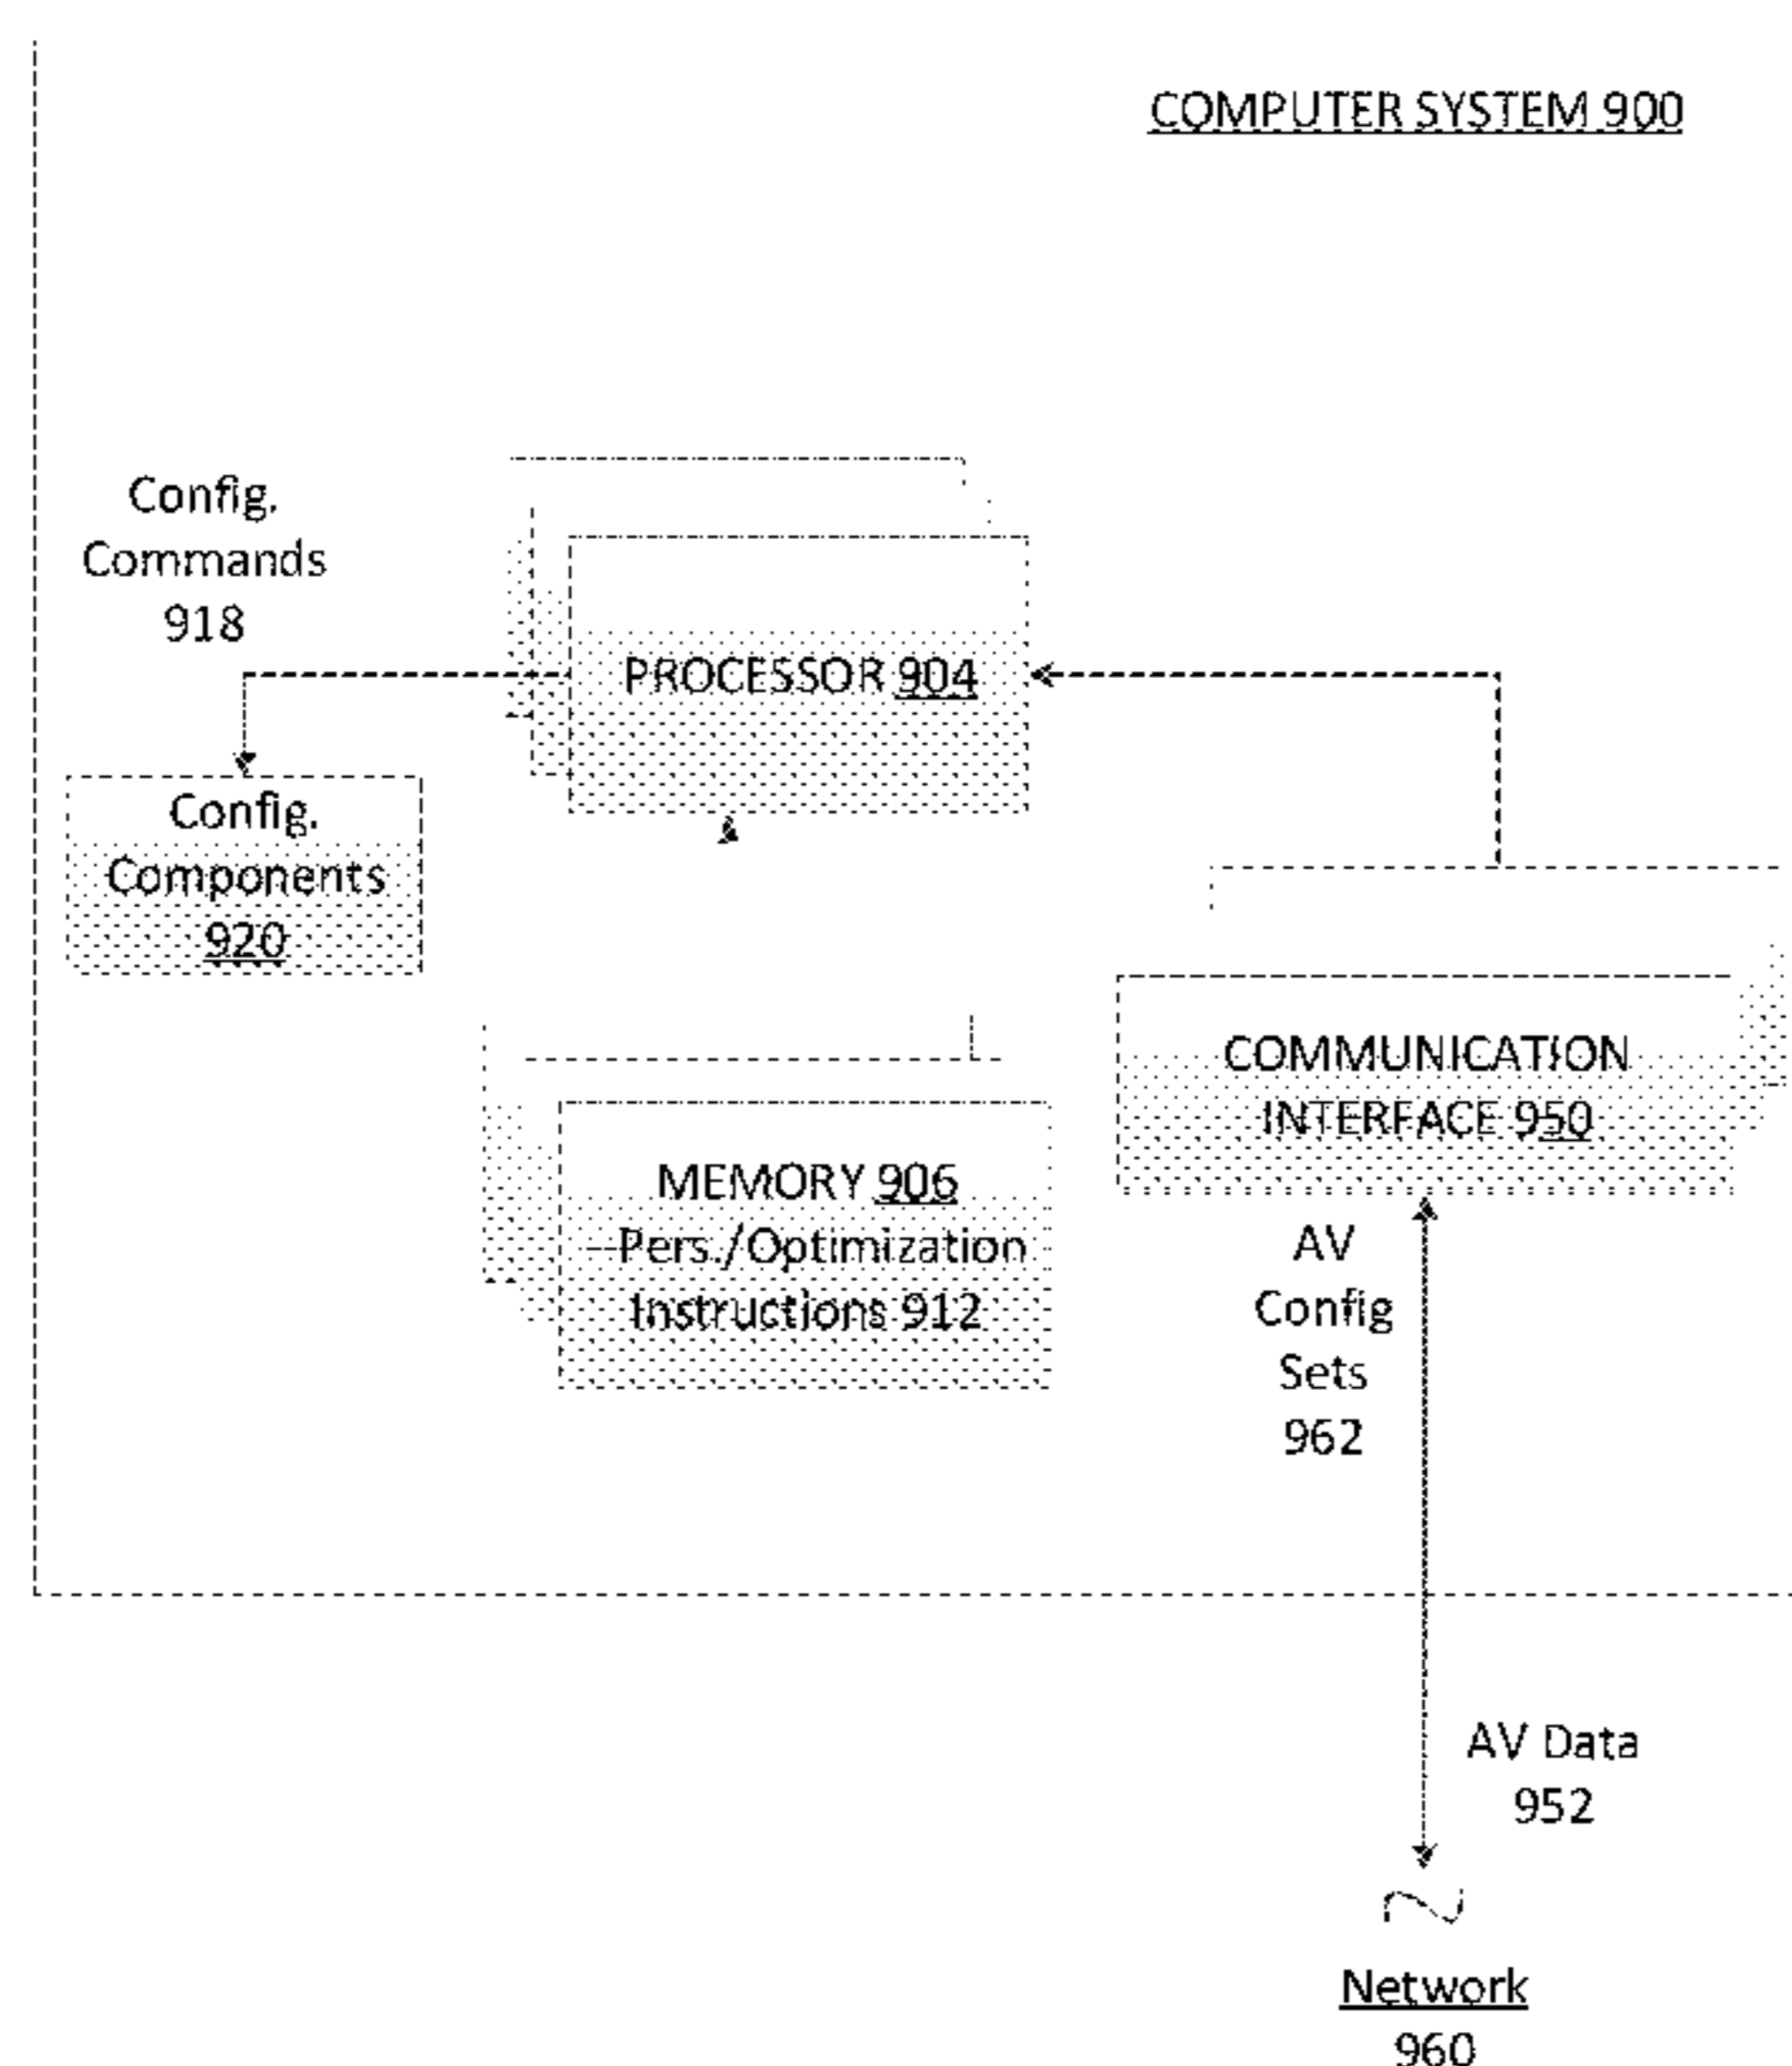 COMPUTER SYSTEM 900
Config.
Commands
918
PROCESSOR 904
Config.
Components
920
COMMUNICATION
INTERFACE 950
MEMORY 906
--Pers./Optimization
Instructions 912
AV
Config
Sets
962
AV Data
952
Network
960